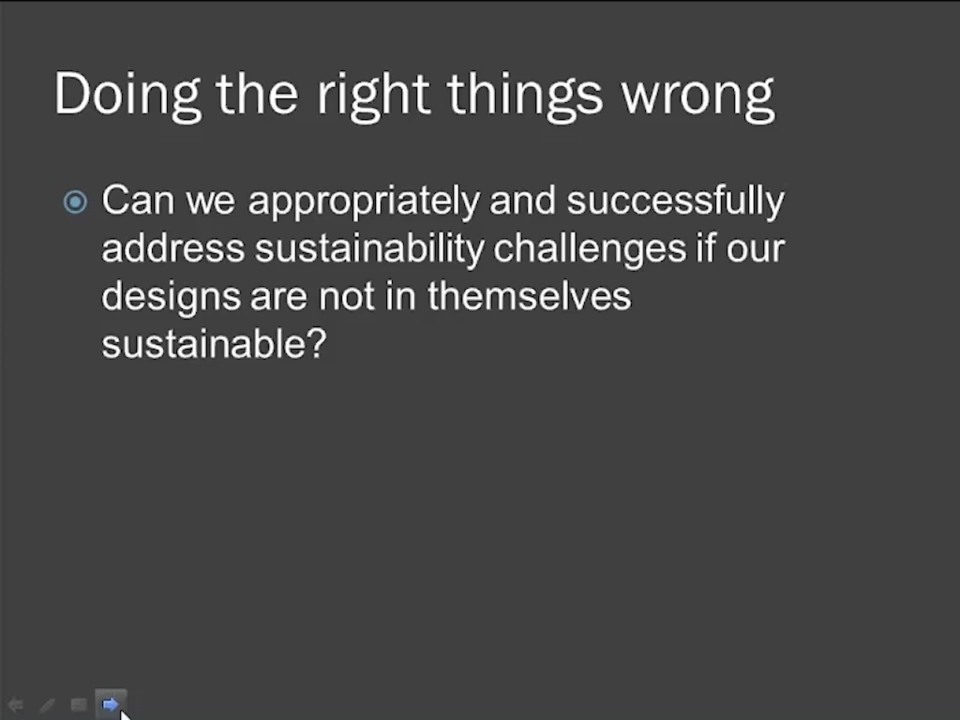 Doing the right things wrong
Can we appropriately and successfully
address sustainability challenges if our
designs are not in themselves
sustainable?